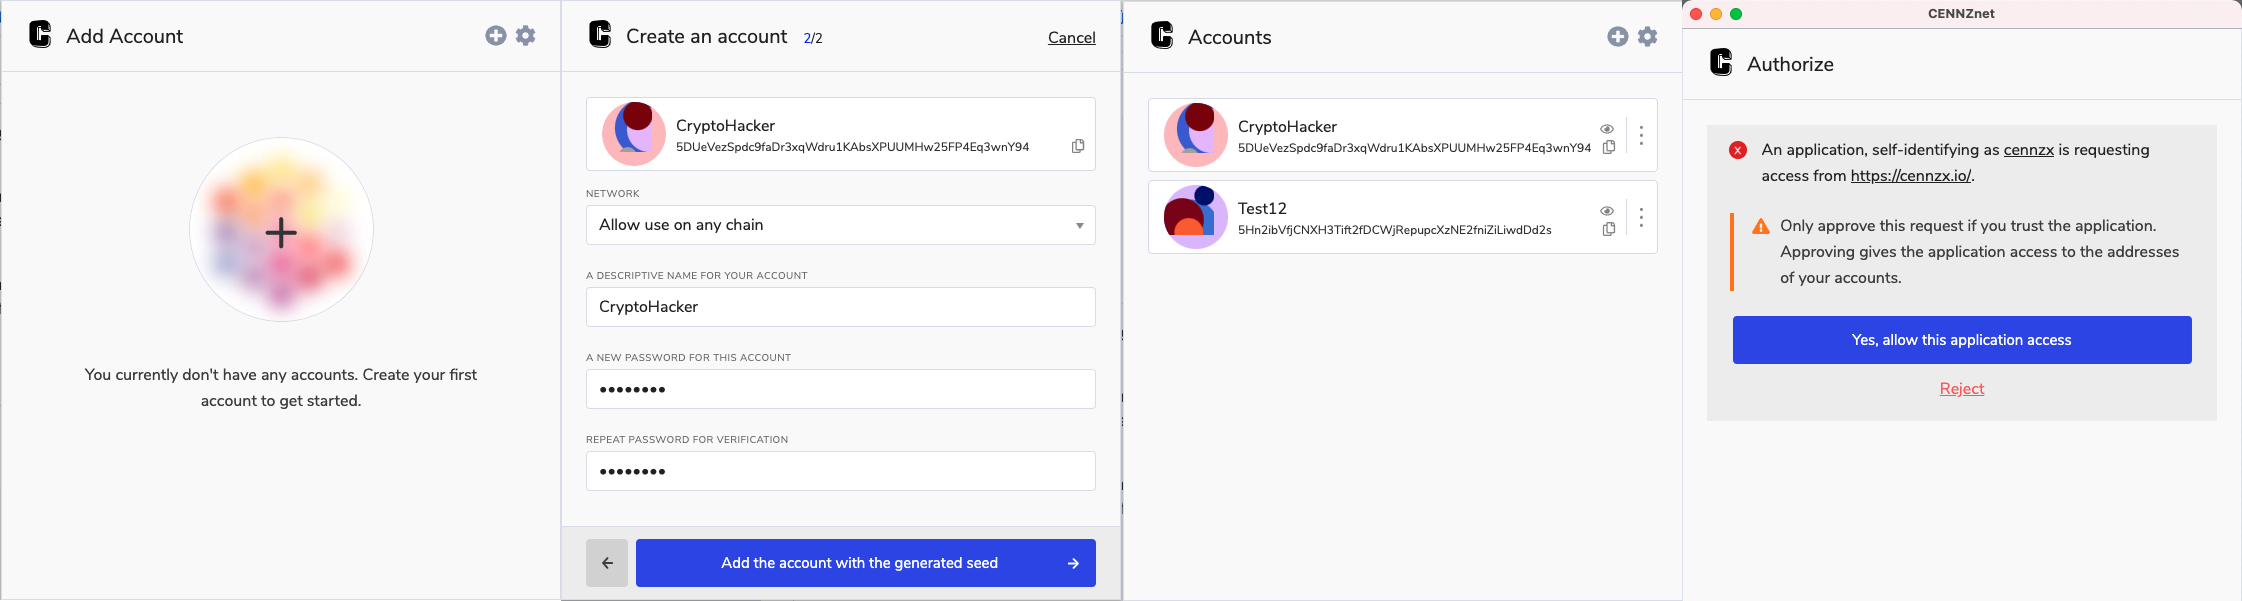 Add Account
You currently don't have any accounts. Create your first
account to get started.
Create an account 2/2 Cancel
CryptoHacker
5DUeVezSpdc9faDr3xqWdru1KAbsXPUUMHw25FP4Eq3wnY94
NETWORK
Allow use on any chain
A DESCRIPTIVE NAME FOR YOUR ACCOUNT
CryptoHacker
A NEW PASSWORD FOR THIS ACCOUNT
••••••••
REPEAT PASSWORD FOR VERIFICATION
••••••••
Add the account with the generated seed
Accounts
CryptoHacker
5DUeVezSpdc9faDr3xqWdru1KAbsXPUUMHw25FP4Eq3wnY94
Test12
5Hn2ibVfjCNXH3Tift2fDCWjRepupcXzNE2fniZiLiwdDd2s
CENNZnet
Authorize
An application, self-identifying as cennzx is requesting
access from https://cennzx.io/.
Only approve this request if you trust the application.
Approving gives the application access to the addresses
of your accounts.
Yes, allow this application access
Reject